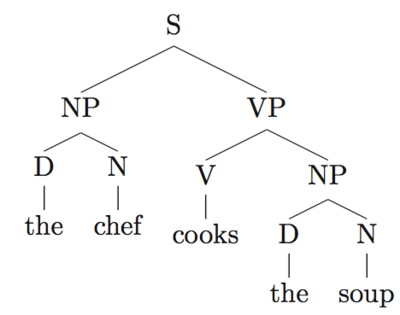 S
NP VP
D N V NP
the chef cooks D N
the soup